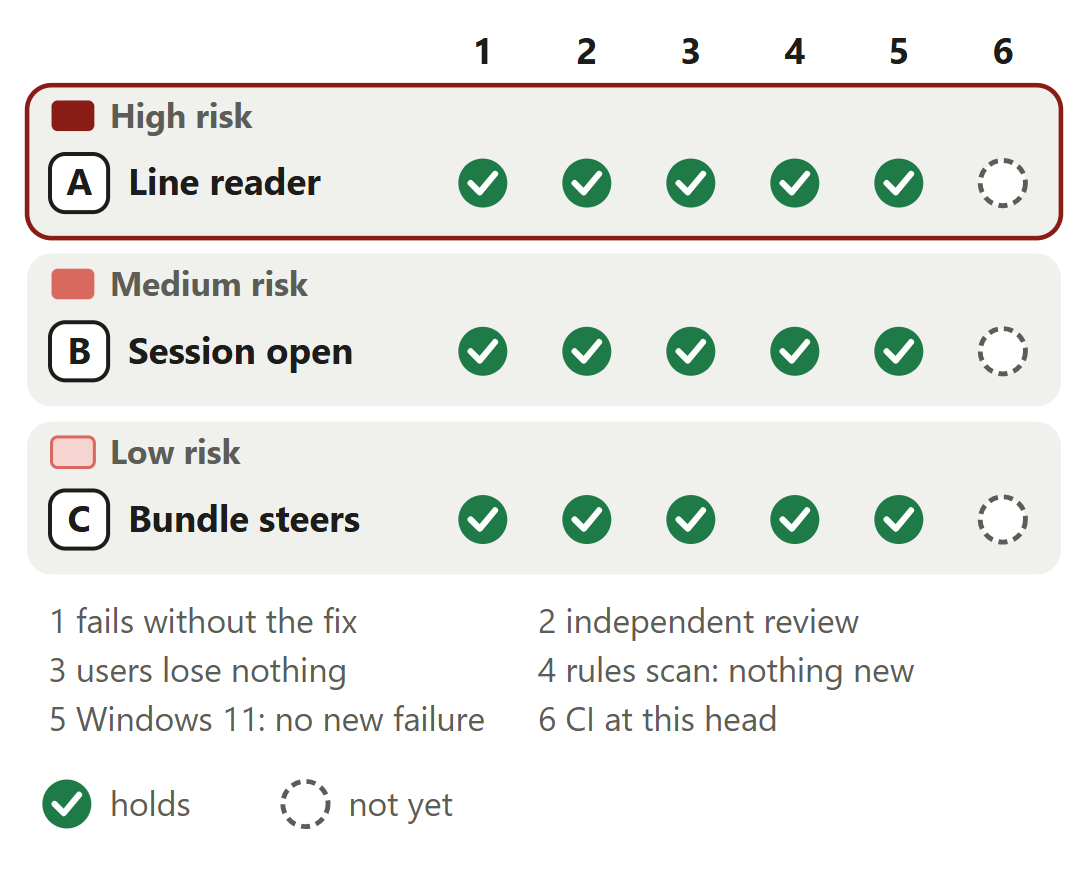 1 2 3 4 5 6
High risk
A Line reader
Medium risk
B Session open
Low risk
C Bundle steers
1 fails without the fix 2 independent review
3 users lose nothing 4 rules scan: nothing new
5 Windows 11: no new failure 6 CI at this head
holds not yet